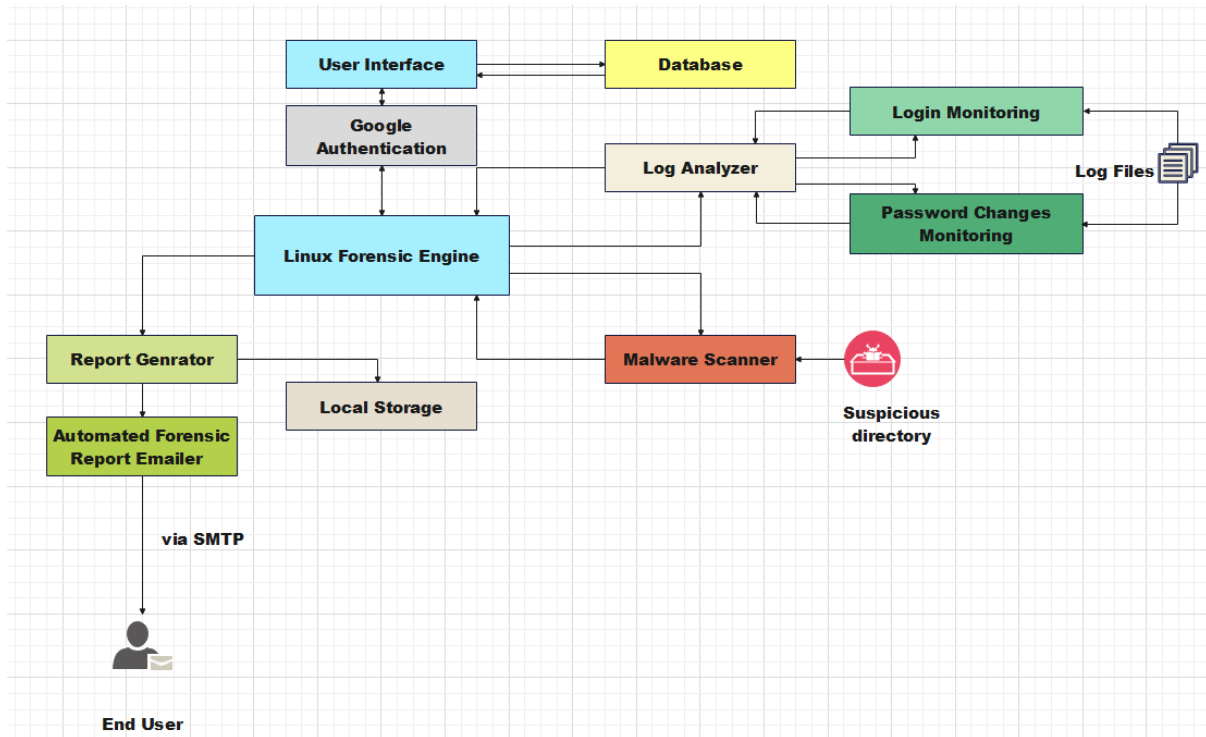 User Interface
Database
Google
Authentication
Login Monitoring
Log Analyzer
Log Files
Password Changes
Monitoring
Linux Forensic Engine
Report Genrator
Malware Scanner
Local Storage
Suspicious
directory
Automated Forensic
Report Emailer
via SMTP
End User